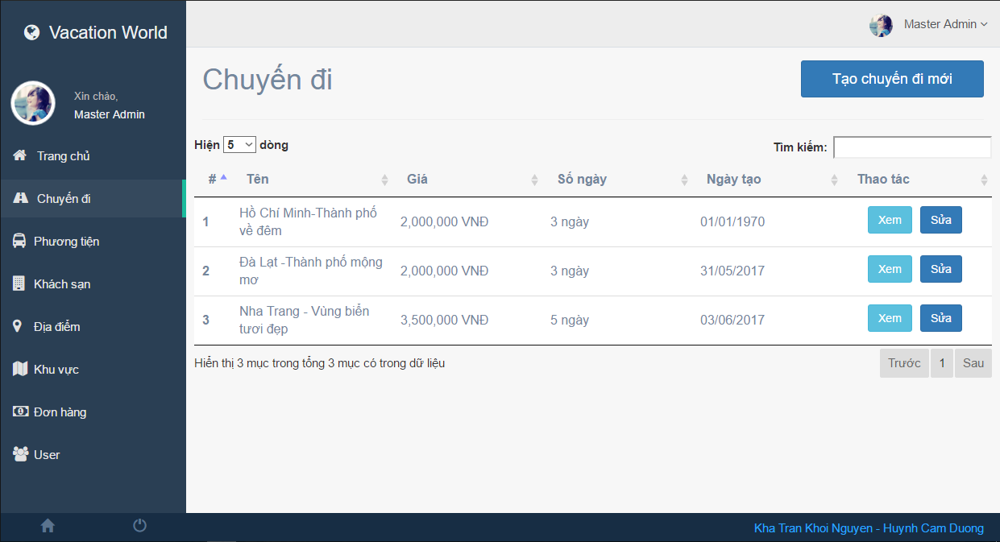 Vacation World
Master Admin
Xin chào,
Master Admin
Trang chủ
Chuyến đi
Phương tiện
Khách sạn
Địa điểm
Khu vực
Đơn hàng
User
Chuyến đi
Tạo chuyến đi mới
Hiện 5 dòng
Tìm kiếm:
# Tên Giá Số ngày Ngày tạo Thao tác
1 Hồ Chí Minh-Thành phố về đêm 2,000,000 VNĐ 3 ngày 01/01/1970 Xem Sửa
2 Đà Lạt -Thành phố mộng mơ 2,000,000 VNĐ 3 ngày 31/05/2017 Xem Sửa
3 Nha Trang - Vùng biển tươi đẹp 3,500,000 VNĐ 5 ngày 03/06/2017 Xem Sửa
Hiển thị 3 mục trong tổng 3 mục có trong dữ liệu
Trước 1 Sau
Kha Tran Khoi Nguyen - Huynh Cam Duong